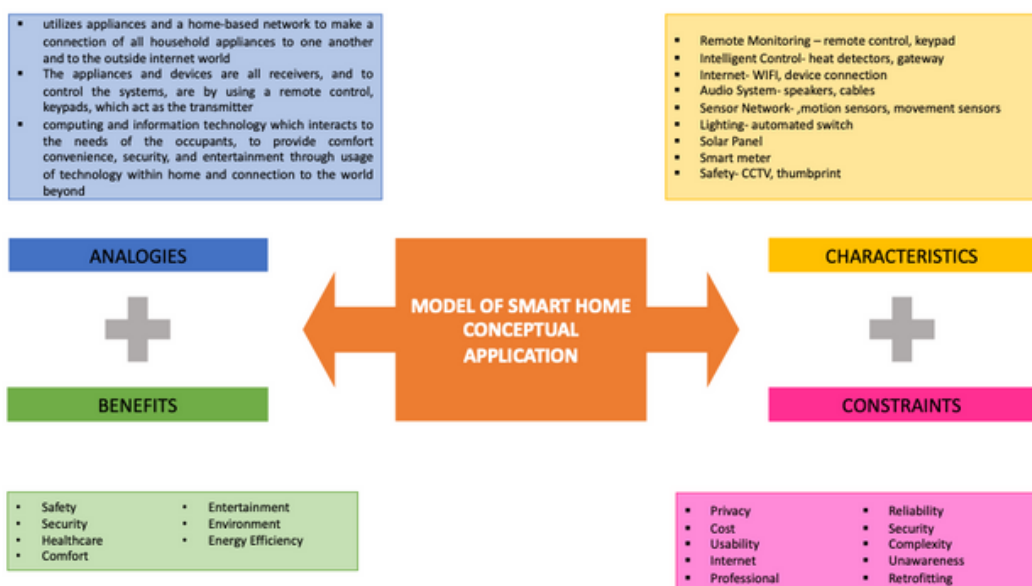 ▪ utilizes appliances and a home-based network to make a
connection of all household appliances to one another
and to the outside internet world
▪ The appliances and devices are all receivers, and to
control the systems, are by using a remote control,
keypads, which act as the transmitter
▪ computing and information technology which interacts to
the needs of the occupants, to provide comfort
convenience, security, and entertainment through usage
of technology within home and connection to the world
beyond
▪ Remote Monitoring – remote control, keypad
▪ Intelligent Control- heat detectors, gateway
▪ Internet- WIFI, device connection
▪ Audio System- speakers, cables
▪ Sensor Network- ,motion sensors, movement sensors
▪ Lighting- automated switch
▪ Solar Panel
▪ Smart meter
▪ Safety- CCTV, thumbprint
ANALOGIES
CHARACTERISTICS
MODEL OF SMART HOME
CONCEPTUAL
APPLICATION
BENEFITS
CONSTRAINTS
• Safety
• Security
• Healthcare
• Comfort
• Entertainment
• Environment
• Energy Efficiency
▪ Privacy
▪ Cost
▪ Usability
▪ Internet
▪ Professional
▪ Reliability
▪ Security
▪ Complexity
▪ Unawareness
▪ Retrofitting